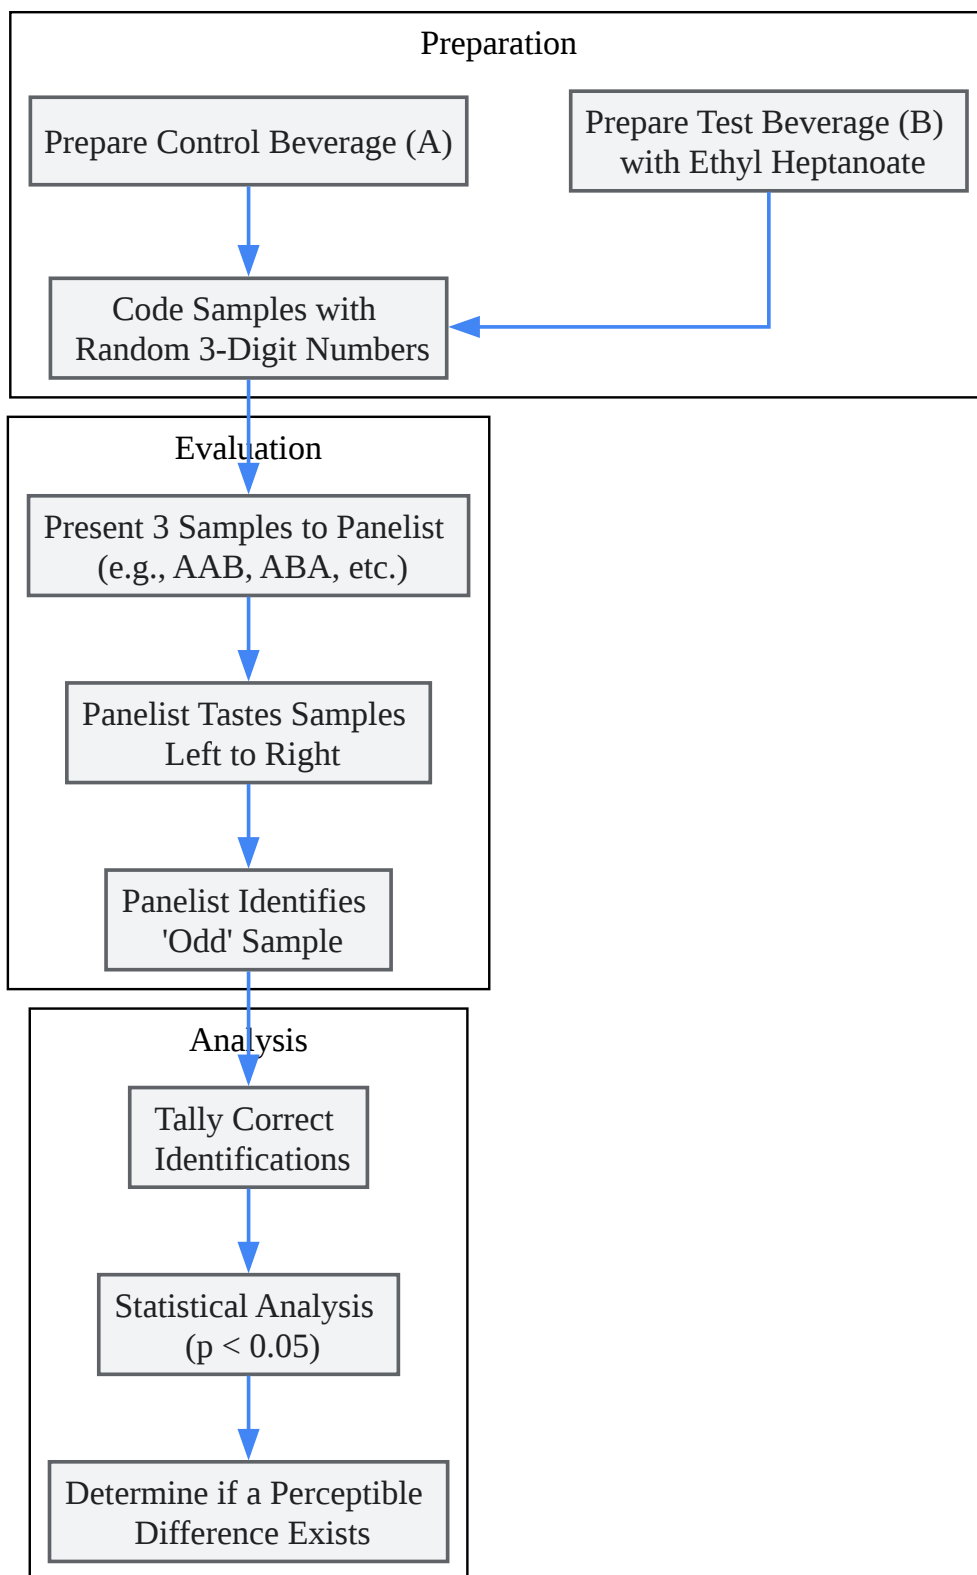 Preparation
Prepare Control Beverage (A)
Prepare Test Beverage (B)
with Ethyl Heptanoate
Code Samples with
Random 3-Digit Numbers
Evaluation
Present 3 Samples to Panelist
(e.g., AAB, ABA, etc.)
Panelist Tastes Samples
Left to Right
Panelist Identifies
'Odd' Sample
Analysis
Tally Correct
Identifications
Statistical Analysis
(p < 0.05)
Determine if a Perceptible
Difference Exists